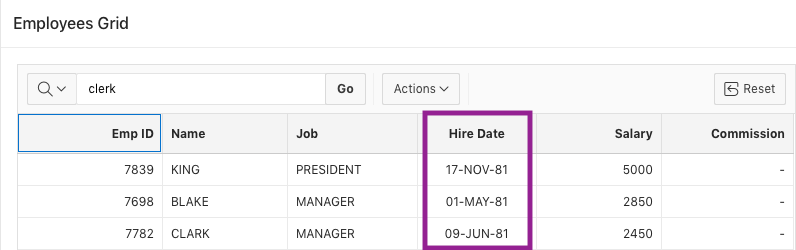 Employees Grid
clerk Go Actions Reset
Emp ID Name Job Hire Date Salary Commission
7839 KING PRESIDENT 17-NOV-81 5000 -
7698 BLAKE MANAGER 01-MAY-81 2850 -
7782 CLARK MANAGER 09-JUN-81 2450 -